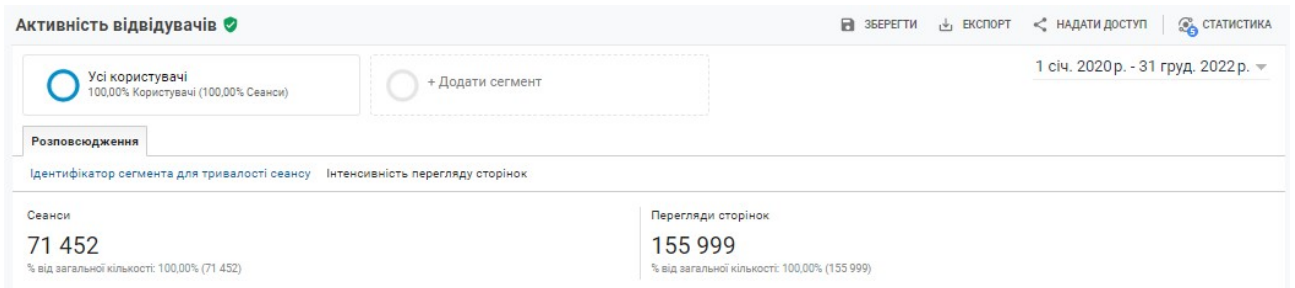 Активність відвідувачів
ЗБЕРЕГТИ ЕКСПОРТ НАДАТИ ДОСТУП 5 СТАТИСТИКА
Усі користувачі
100,00% Користувачі (100,00% Сеанси)
+ Додати сегмент
1 січ. 2020 р. - 31 груд. 2022 р.
Розповсюдження
Ідентифікатор сегмента для тривалості сеансу Інтенсивність перегляду сторінок
Сеанси
71 452
% від загальної кількості: 100,00% (71 452)
Перегляди сторінок
155 999
% від загальної кількості: 100,00% (155 999)